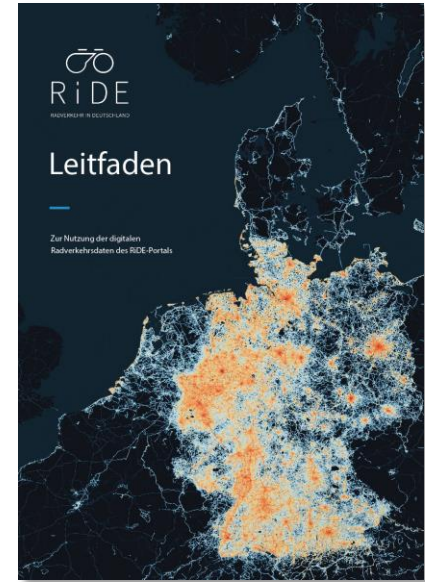 RiDE
RADVERKEHR IN DEUTSCHLAND
Leitfaden
Zur Nutzung der digitalen
Radverkehrsdaten des RiDE-Portals